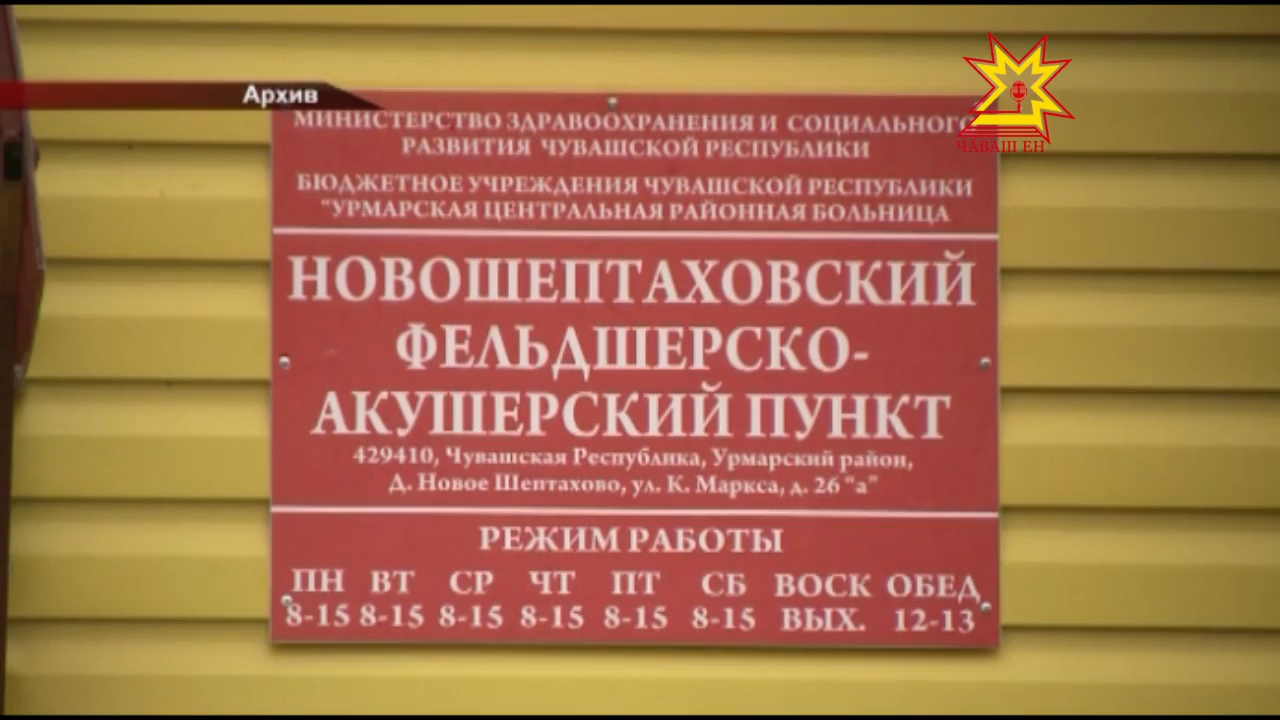 Архив
ЧАВАШ ЕН
МИНИСТЕРСТВО ЗДРАВООХРАНЕНИЯ И СОЦИАЛЬНОГО
РАЗВИТИЯ ЧУВАШСКОЙ РЕСПУБЛИКИ
БЮДЖЕТНОЕ УЧРЕЖДЕНИЯ ЧУВАШСКОЙ РЕСПУБЛИКИ
"УРМАРСКАЯ ЦЕНТРАЛЬНАЯ РАЙОННАЯ БОЛЬНИЦА
НОВОШЕПТАХОВСКИЙ
ФЕЛЬДШЕРСКО-
АКУШЕРСКИЙ ПУНКТ
429410, Чувашская Республика, Урмарский район,
Д. Новое Шептахово, ул. К. Маркса, д. 26 "а"
РЕЖИМ РАБОТЫ
ПН ВТ СР ЧТ ПТ СБ ВОСК ОБЕД
8-15 8-15 8-15 8-15 8-15 8-15 ВЫХ. 12-13